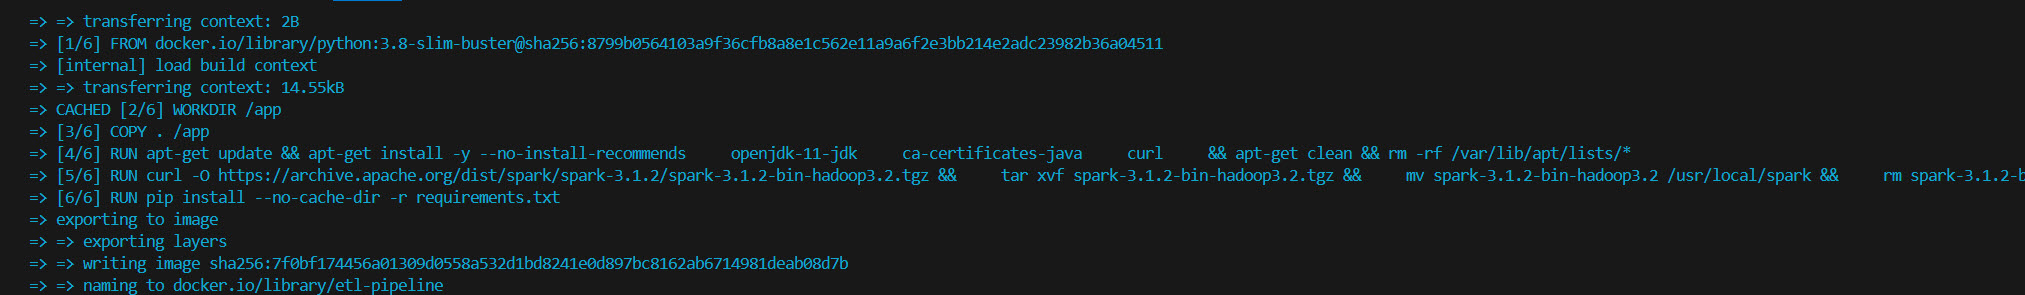 => => transferring context: 2B
=> [1/6] FROM docker.io/library/python:3.8-slim-buster@sha256:8799b0564103a9f36cfb8a8e1c562e11a9a6f2e3bb214e2adc23982b36a04511
=> [internal] load build context
=> => transferring context: 14.55kB
=> CACHED [2/6] WORKDIR /app
=> [3/6] COPY . /app
=> [4/6] RUN apt-get update && apt-get install -y --no-install-recommends     openjdk-11-jdk     ca-certificates-java     curl     && apt-get clean && rm -rf /var/lib/apt/lists/*
=> [5/6] RUN curl -O https://archive.apache.org/dist/spark/spark-3.1.2/spark-3.1.2-bin-hadoop3.2.tgz &&     tar xvf spark-3.1.2-bin-hadoop3.2.tgz &&     mv spark-3.1.2-bin-hadoop3.2 /usr/local/spark &&     rm spark-3.1.2-b
=> [6/6] RUN pip install --no-cache-dir -r requirements.txt
=> exporting to image
=> => exporting layers
=> => writing image sha256:7f0bf174456a01309d0558a532d1bd8241e0d897bc8162ab6714981deab08d7b
=> => naming to docker.io/library/etl-pipeline